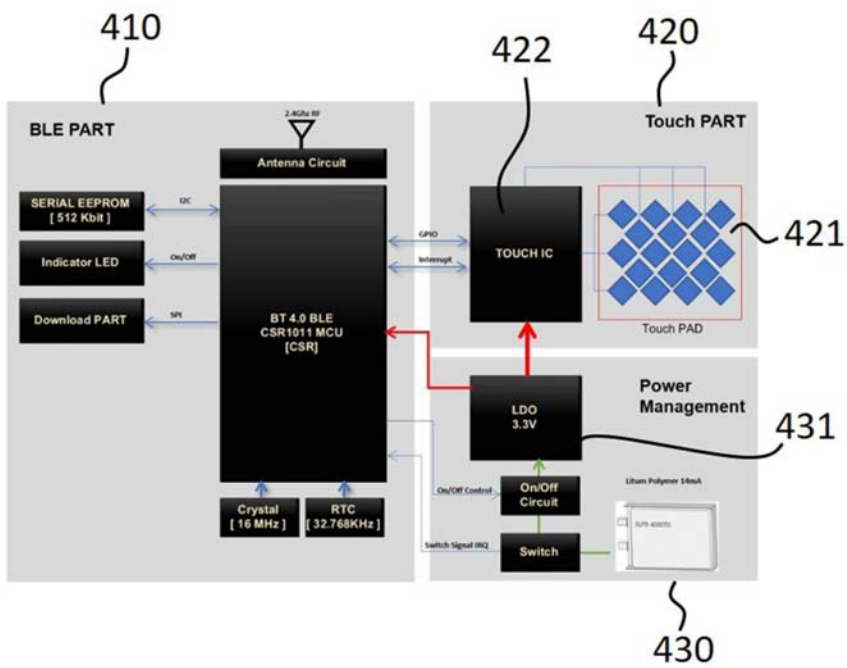 410
422
420
BLE PART
2.4Ghz RF
Antenna Circuit
SERIAL EEPROM
[ 512 Kbit ]
I2C
Indicator LED
On/Off
Download PART
SPI
BT 4.0 BLE
CSR1011 MCU
[CSR]
Crystal
[ 16 MHz ]
RTC
[ 32.768KHz ]
Touch PART
GPIO
Interrupt
TOUCH IC
421
Touch PAD
Power
Management
LDO
3.3V
431
On/Off Control
On/Off
Circuit
Litum Polymer 14mA
Switch Signal IRQ
Switch
430